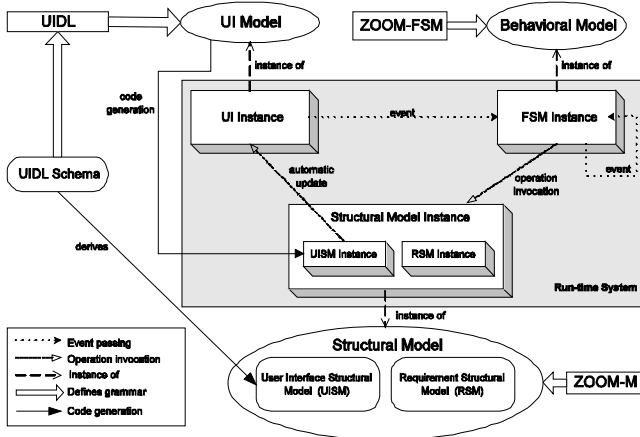 UIDL
UI Model
ZOOM-FSM
Behavioral Model
instance of
instance of
code
generation
UI Instance
event
FSM Instance
event
UIDL Schema
automatic
update
operation
invocation
Structural Model Instance
UISM Instance
RSM Instance
derives
Run-time System
instance of
Structural Model
User Interface Structural
Model (UISM)
Requirement Structural
Model (RSM)
ZOOM-M
Event passing
Operation invocation
Instance of
Defines grammar
Code generation